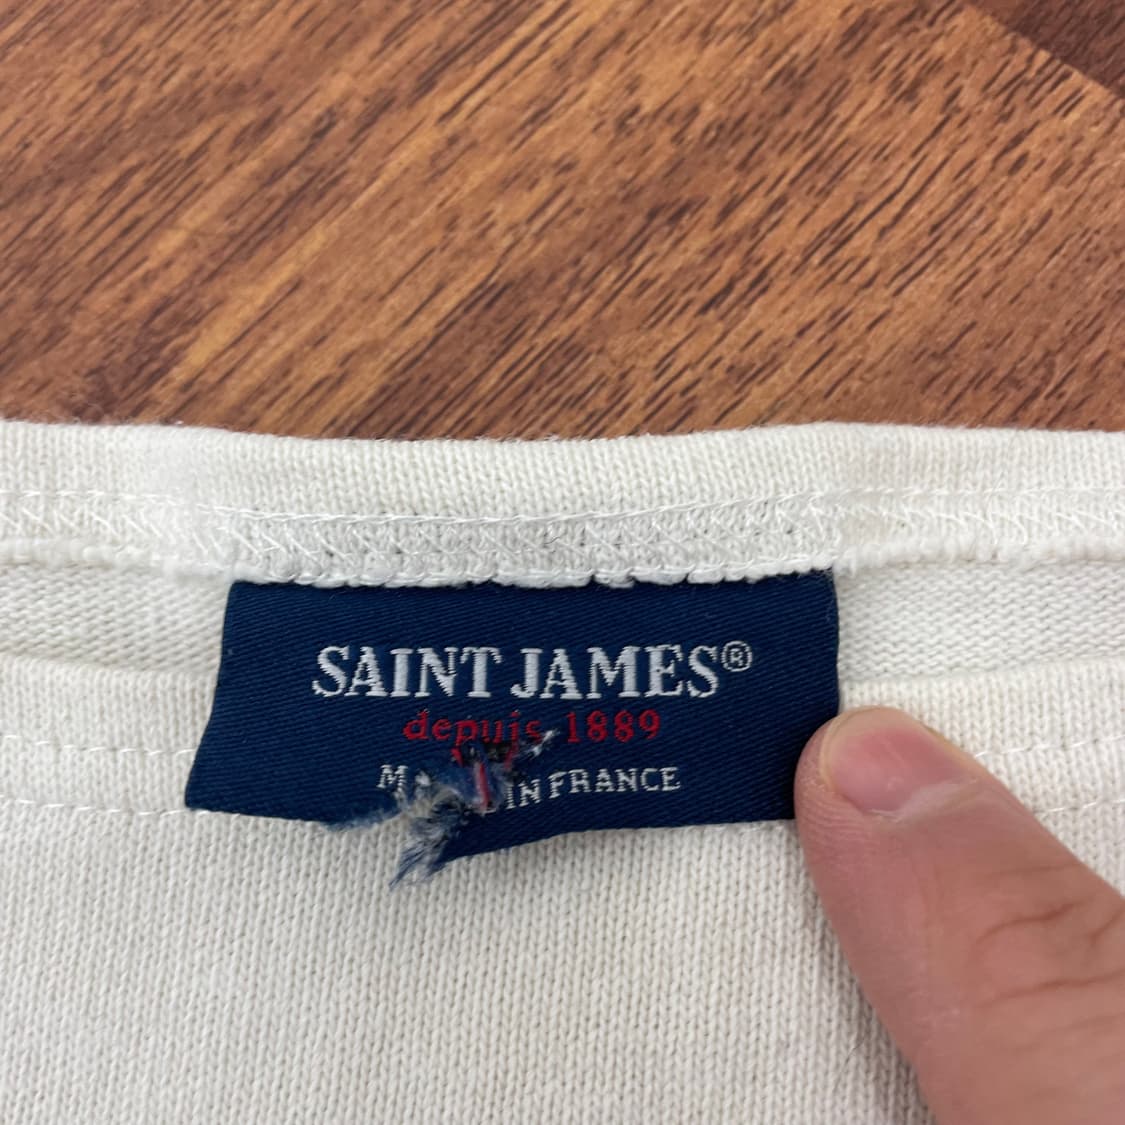 SAINT JAMES®
depuis 1889
IN FRANCE